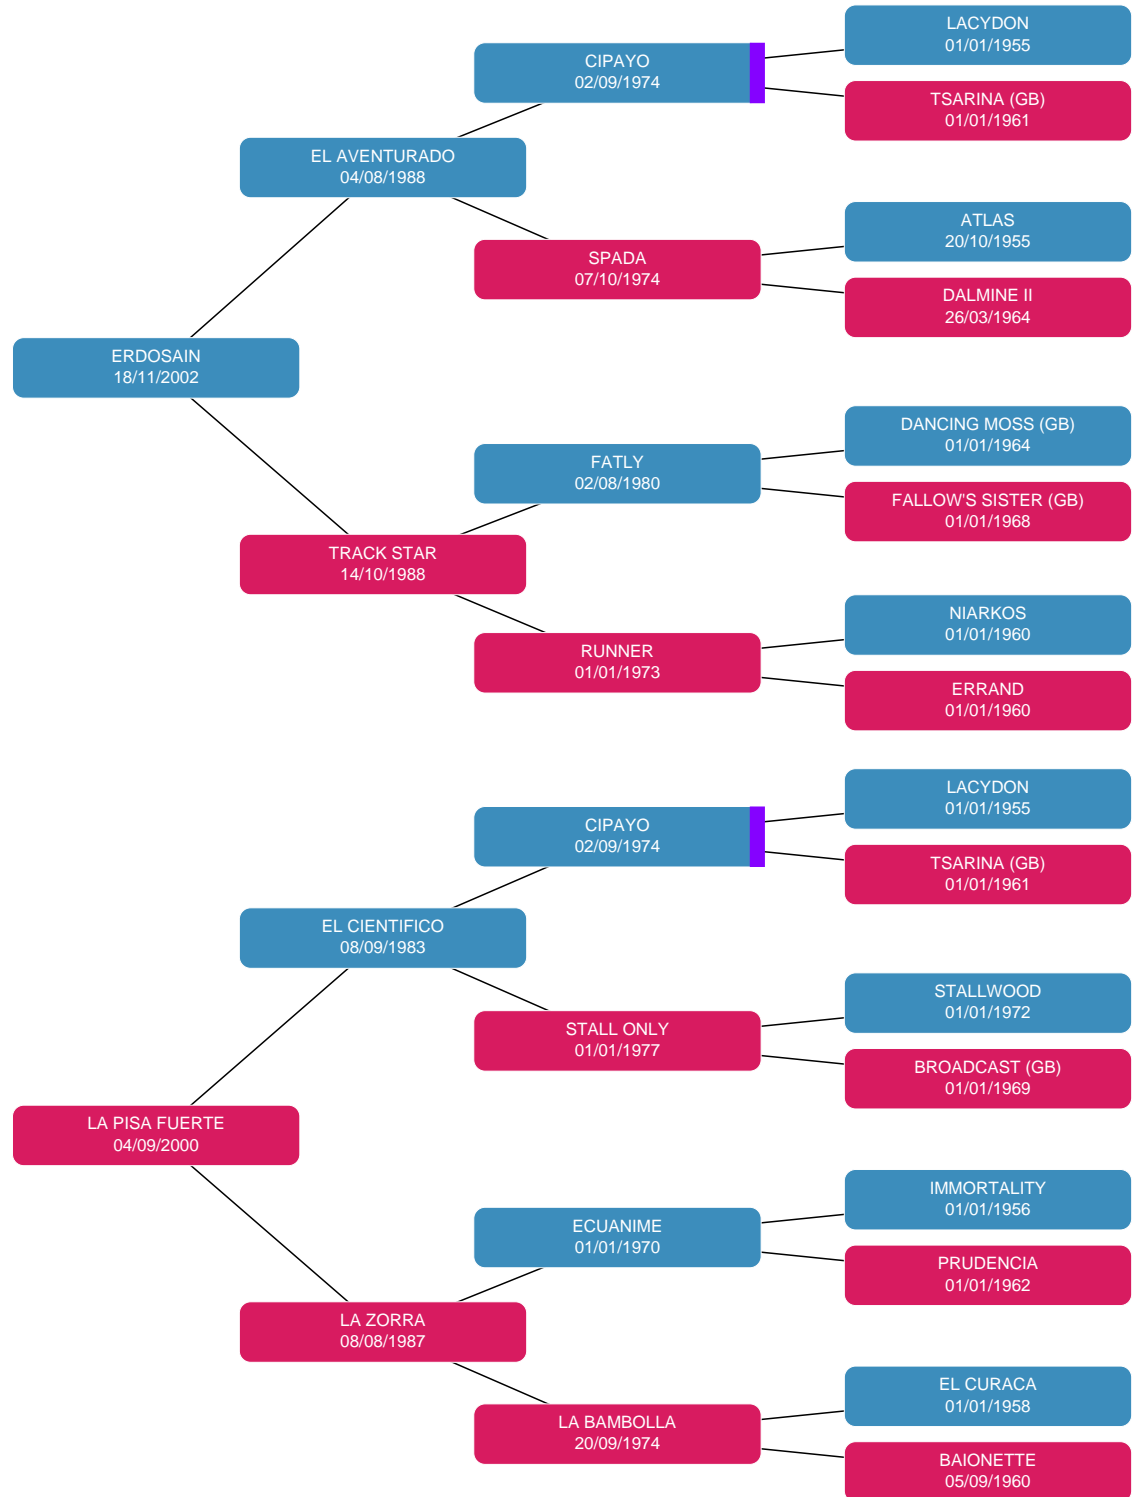 LACYDON
01/01/1955
CIPAYO
02/09/1974
TSARINA (GB)
01/01/1961
EL AVENTURADO
04/08/1988
ATLAS
20/10/1955
SPADA
07/10/1974
DALMINE II
26/03/1964
ERDOSAIN
18/11/2002
DANCING MOSS (GB)
01/01/1964
FATLY
02/08/1980
FALLOW'S SISTER (GB)
01/01/1968
TRACK STAR
14/10/1988
NIARKOS
01/01/1960
RUNNER
01/01/1973
ERRAND
01/01/1960
LACYDON
01/01/1955
CIPAYO
02/09/1974
TSARINA (GB)
01/01/1961
EL CIENTIFICO
08/09/1983
STALLWOOD
01/01/1972
STALL ONLY
01/01/1977
BROADCAST (GB)
01/01/1969
LA PISA FUERTE
04/09/2000
IMMORTALITY
01/01/1956
ECUANIME
01/01/1970
PRUDENCIA
01/01/1962
LA ZORRA
08/08/1987
EL CURACA
01/01/1958
LA BAMBOLLA
20/09/1974
BAIONETTE
05/09/1960